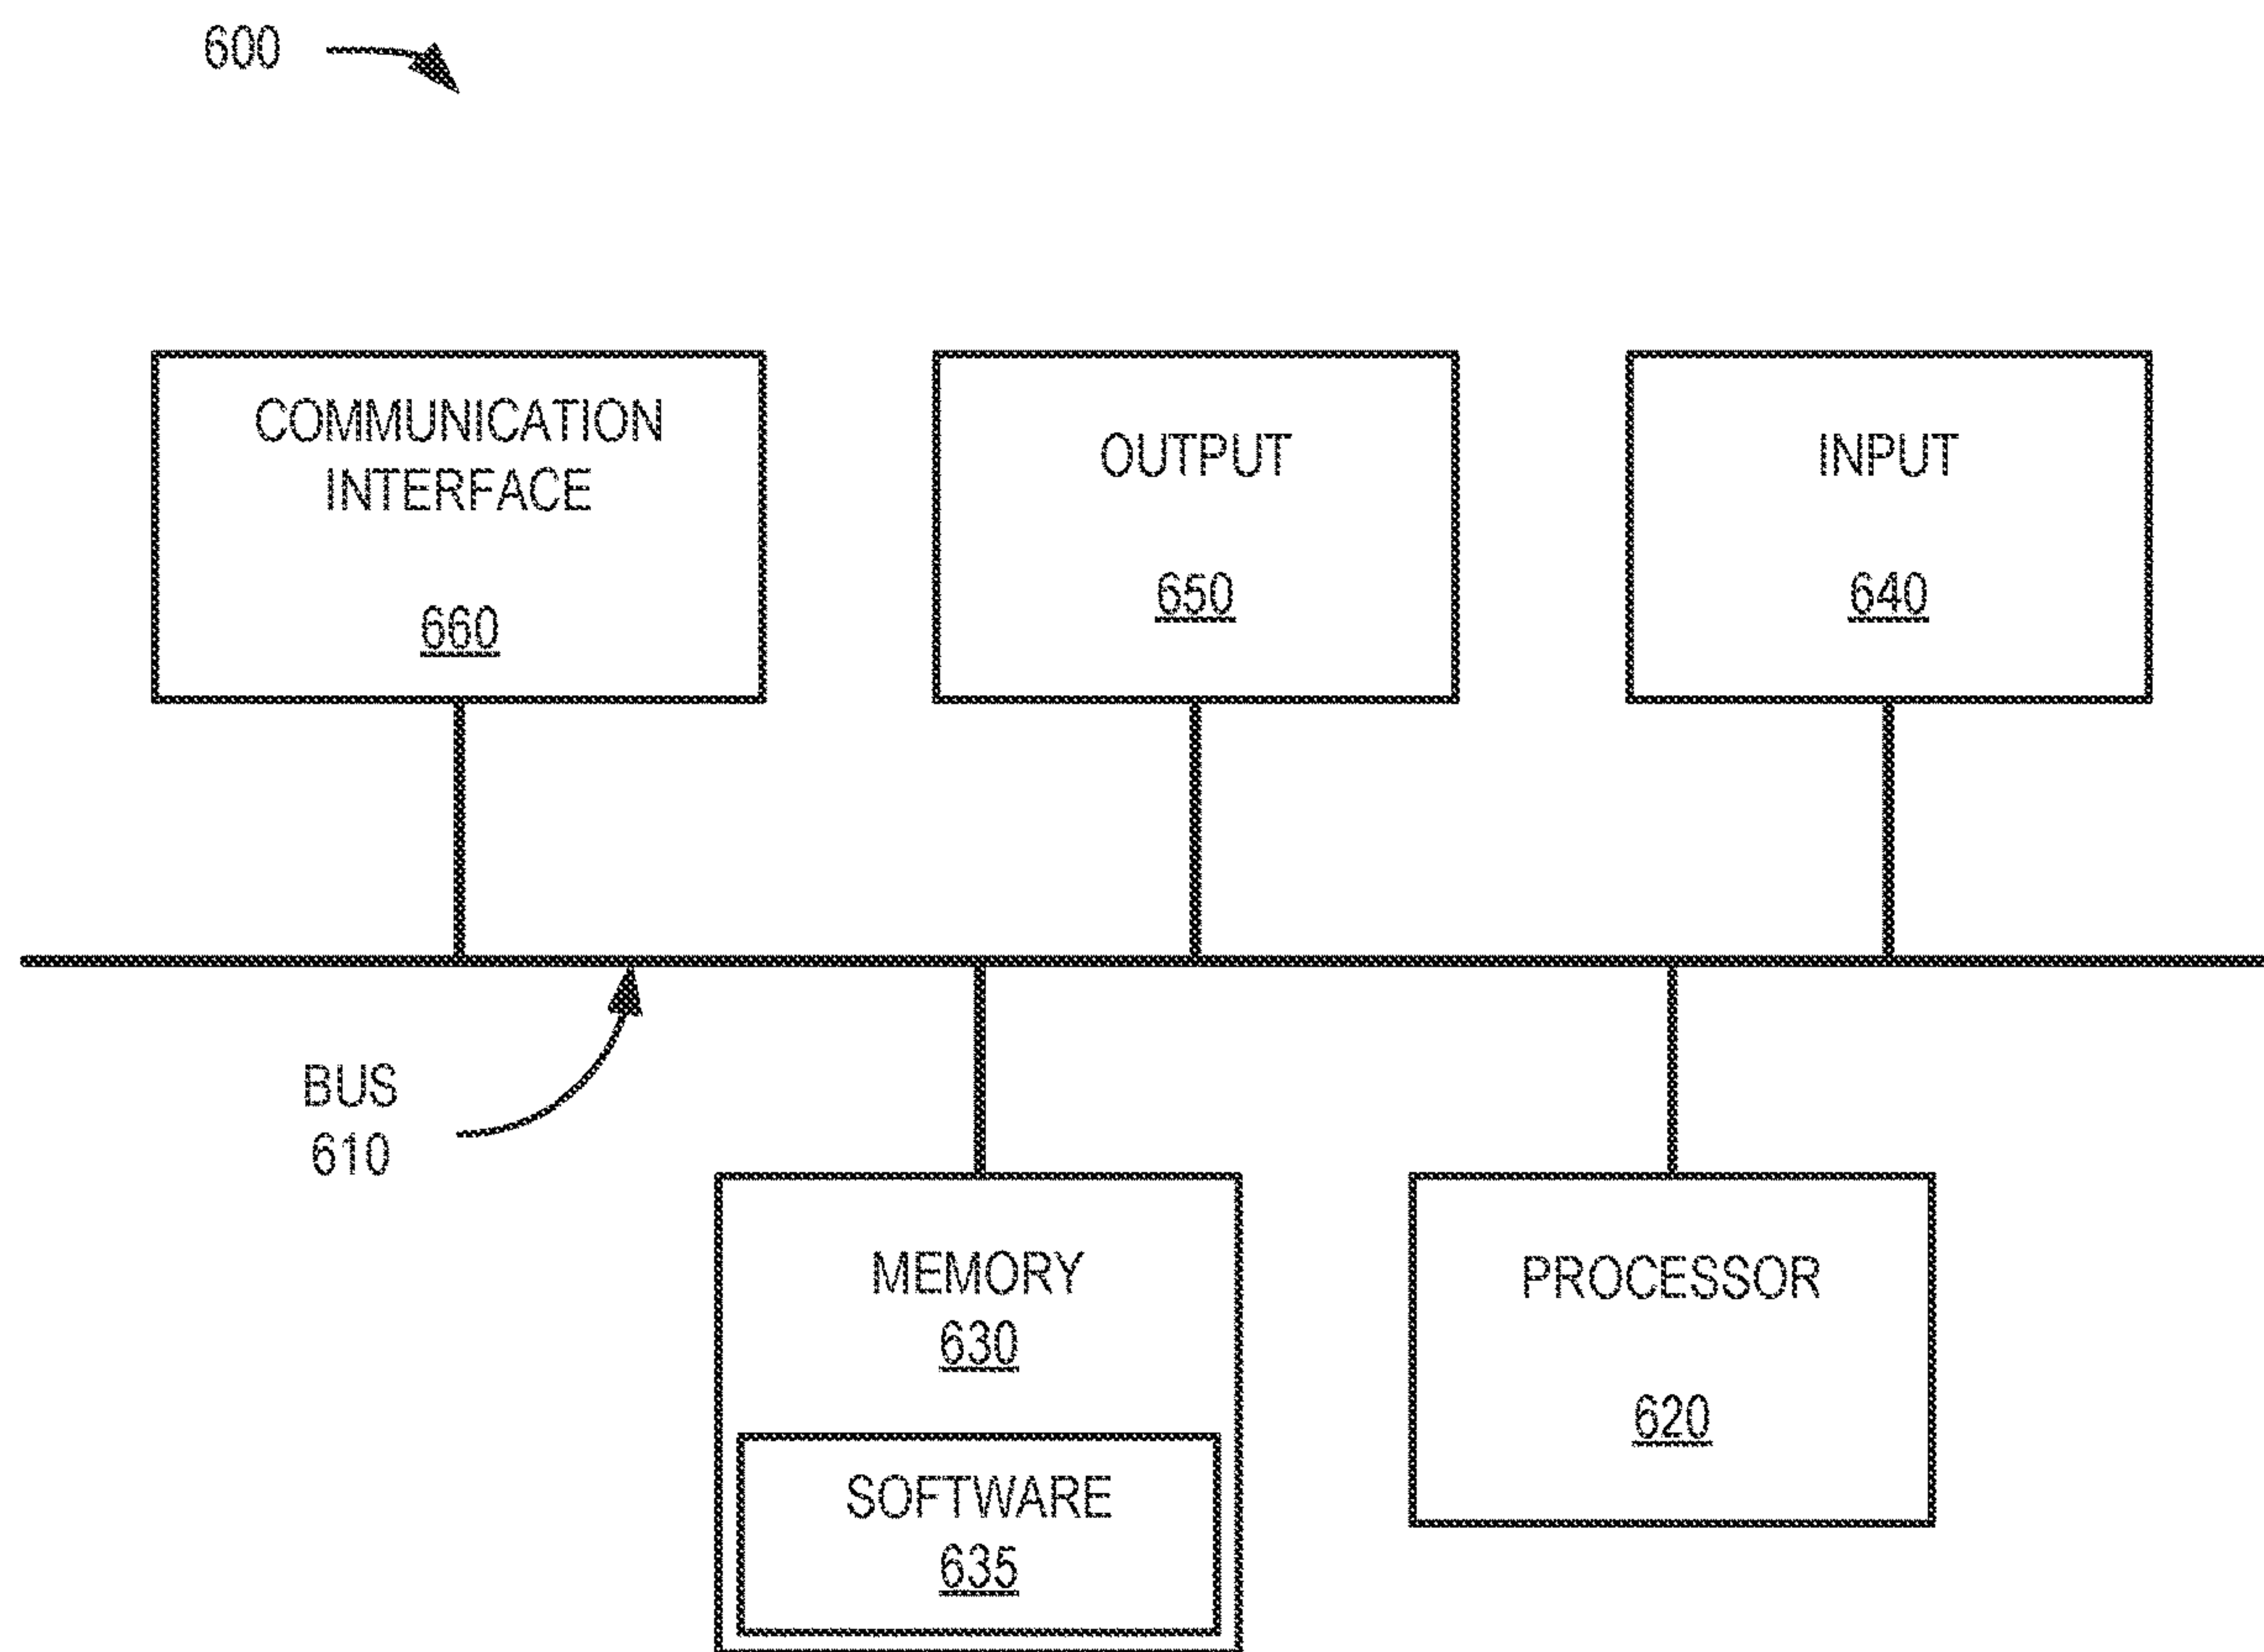 600
COMMUNICATION
INTERFACE
660
OUTPUT
650
INPUT
640
BUS
610
MEMORY
630
SOFTWARE
635
PROCESSOR
620